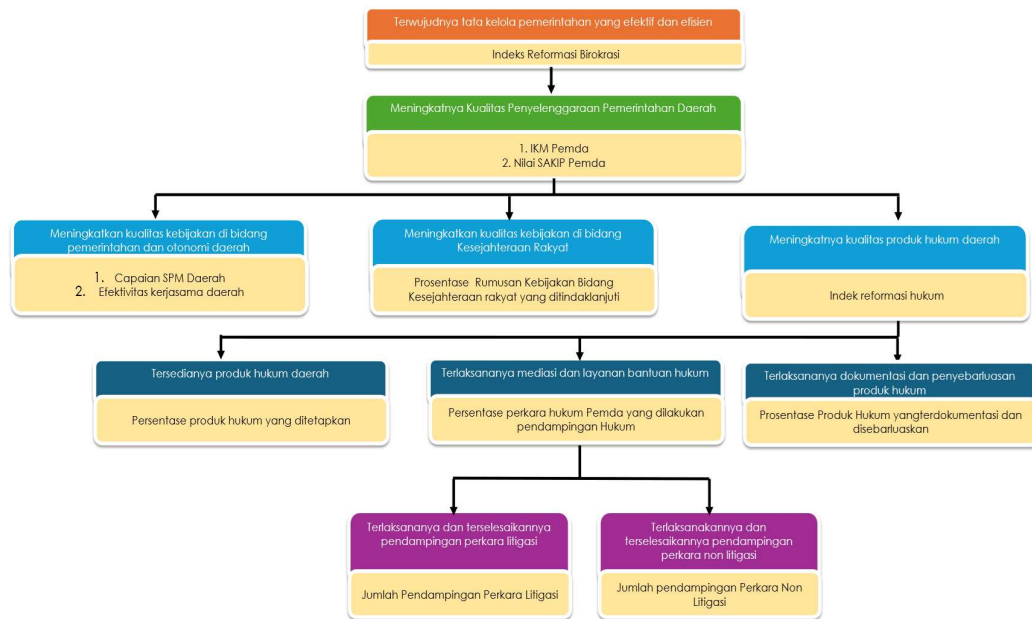 Terwujudnya tata kelola pemerintahan yang efektif dan efisien
Indeks Reformasi Birokrasi
Meningkatnya Kualitas Penyelenggaraan Pemerintahan Daerah
1. IKM Pemda
2. Nilai SAKIP Pemda
Meningkatkan kualitas kebijakan di bidang
pemerintahan dan otonomi daerah
1. Capaian SPM Daerah
2. Efektivitas kerjasama daerah
Meningkatkan kualitas kebijakan di bidang
Kesejahteraan Rakyat
Prosentase Rumusan Kebijakan Bidang
Kesejahteraan rakyat yang ditindaklanjuti
Meningkatnya kualitas produk hukum daerah
Indek reformasi hukum
Tersedianya produk hukum daerah
Persentase produk hukum yang ditetapkan
Terlaksananya mediasi dan layanan bantuan hukum
Persentase perkara hukum Pemda yang dilakukan
pendampingan Hukum
Terlaksananya dokumentasi dan penyebarluasan
produk hukum
Prosentase Produk Hukum yangterdokumentasi dan
disebarluaskan
Terlaksananya dan terselesaikannya
pendampingan perkara litigasi
Jumlah Pendampingan Perkara Litigasi
Terlaksanakannya dan
terselesaikannya pendampingan
perkara non litigasi
Jumlah pendampingan Perkara Non
Litigasi